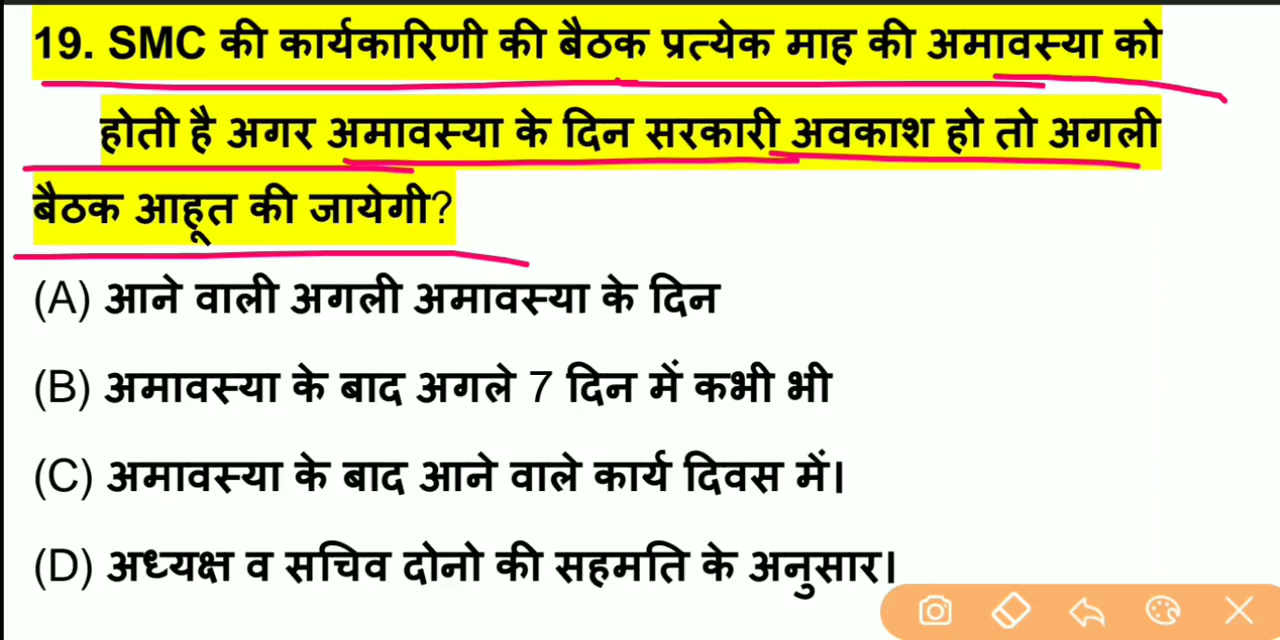 19. SMC की कार्यकारिणी की बैठक प्रत्येक माह की अमावस्या को
होती है अगर अमावस्या के दिन सरकारी अवकाश हो तो अगली
बैठक आहूत की जायेगी?
(A) आने वाली अगली अमावस्या के दिन
(B) अमावस्या के बाद अगले 7 दिन में कभी भी
(C) अमावस्या के बाद आने वाले कार्य दिवस में।
(D) अध्यक्ष व सचिव दोनो की सहमति के अनुसार।